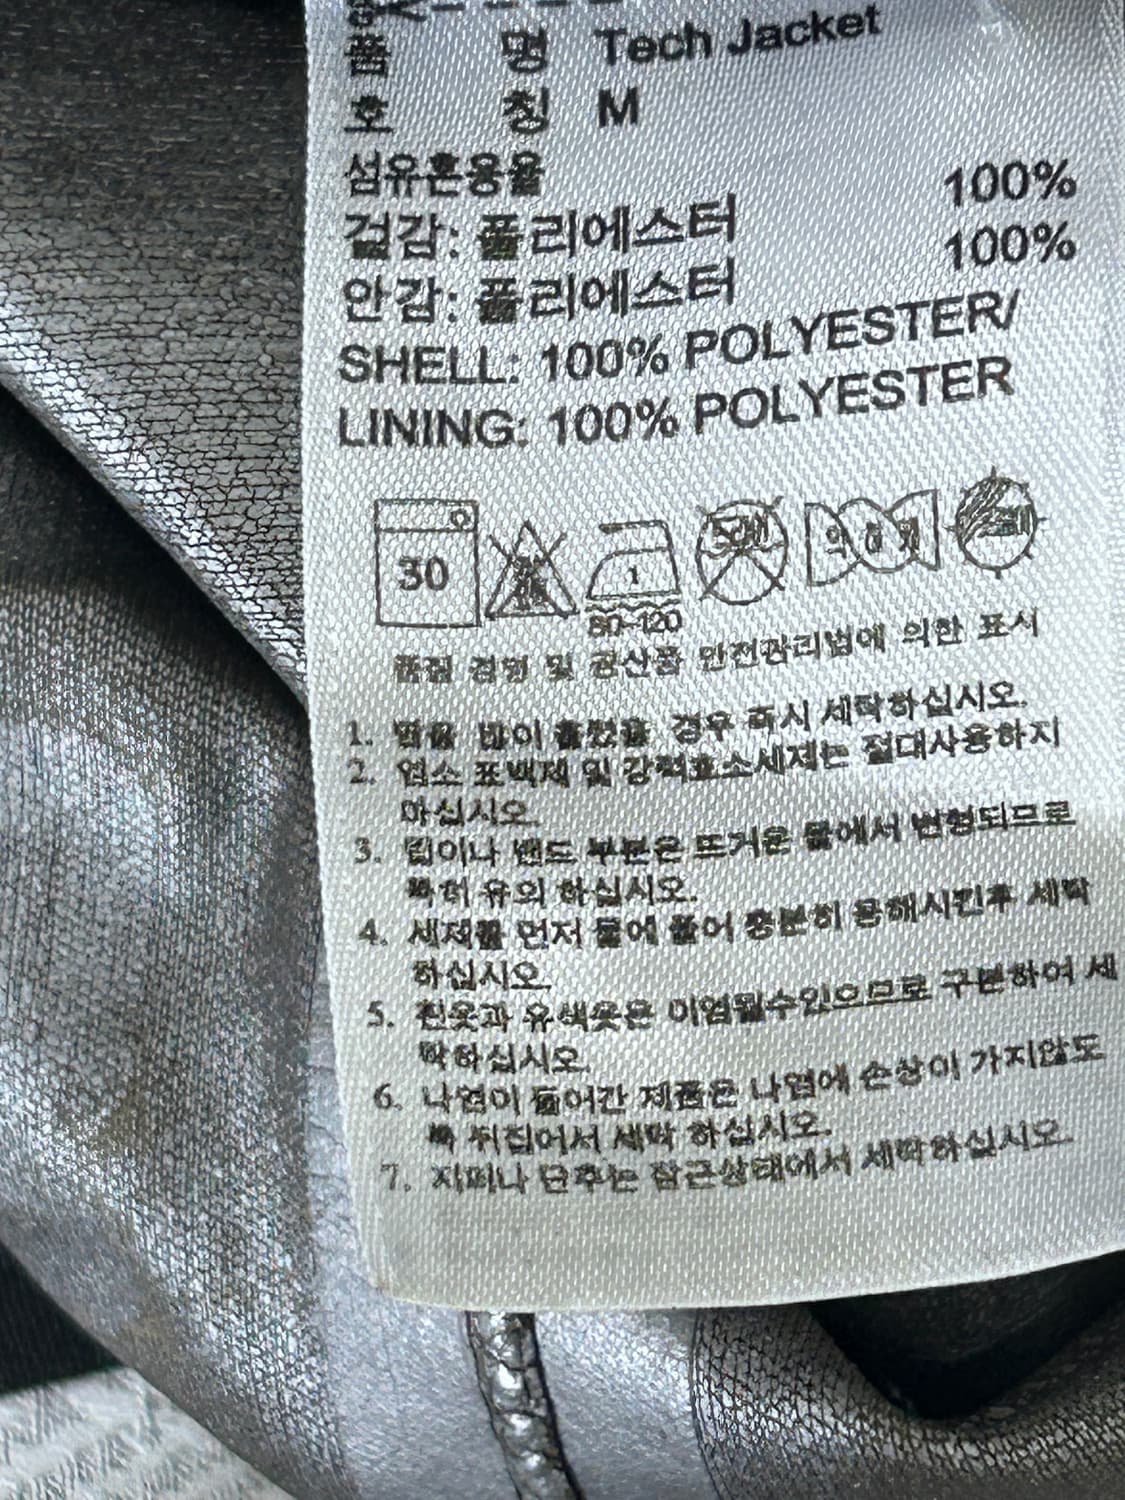 품 명 Tech Jacket
호 칭 M
섬유혼용율
겉감: 폴리에스터 100%
안감: 폴리에스터 100%
SHELL: 100% POLYESTER/
LINING: 100% POLYESTER
30
1
80~120
품질 경영 및 공산품 안전관리법에 의한 표시
1. 땀을 많이 흘렸을 경우 즉시 세탁하십시오.
2. 염소 표백제 및 강력효소세제는 절대사용하지
마십시오.
3. 립이나 밴드 부분은 뜨거운 물에서 변형되므로
특히 유의 하십시오.
4. 세제를 먼저 물에 풀어 충분히 용해시킨후 세탁
하십시오.
5. 흰옷과 유색옷은 이염될수있으므로 구분하여 세
탁하십시오.
6. 나염이 들어간 제품은 나염에 손상이 가지않도
록 뒤집어서 세탁 하십시오.
7. 지퍼나 단추는 잠근상태에서 세탁하십시오.